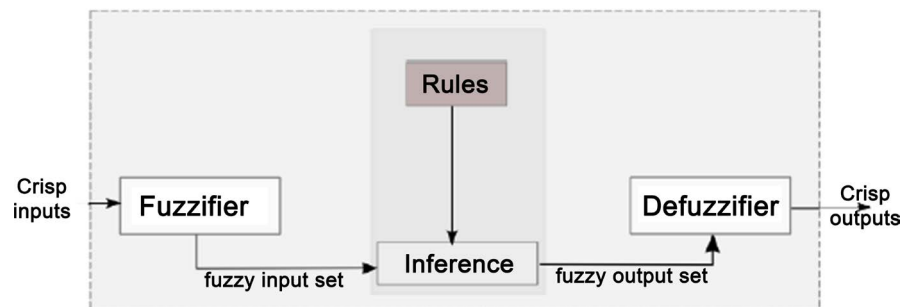 Rules
Crisp
inputs
Fuzzifier
Defuzzifier
Crisp
outputs
fuzzy input set
Inference
fuzzy output set